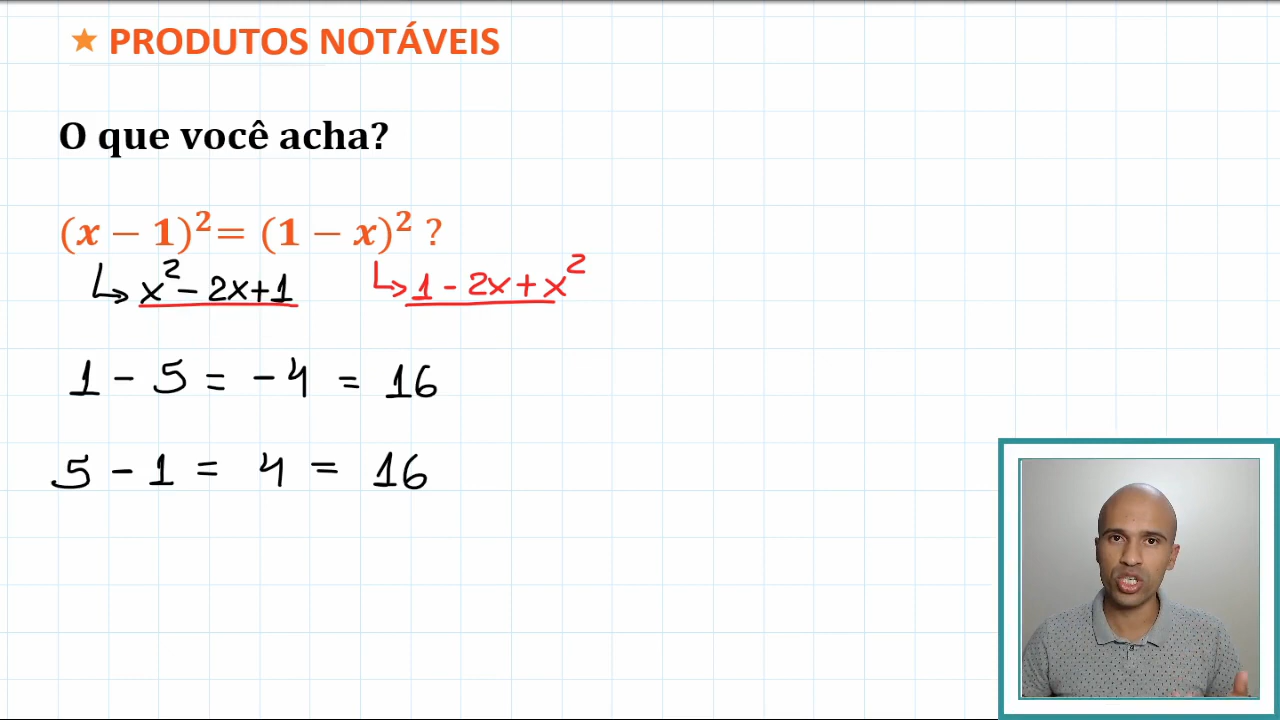 ★ PRODUTOS NOTÁVEIS
O que você acha?
(x − 1)² = (1 − x)² ?
↳ x² − 2x + 1 ↳ 1 − 2x + x²
1 − 5 = − 4 = 16
5 − 1 = 4 = 16